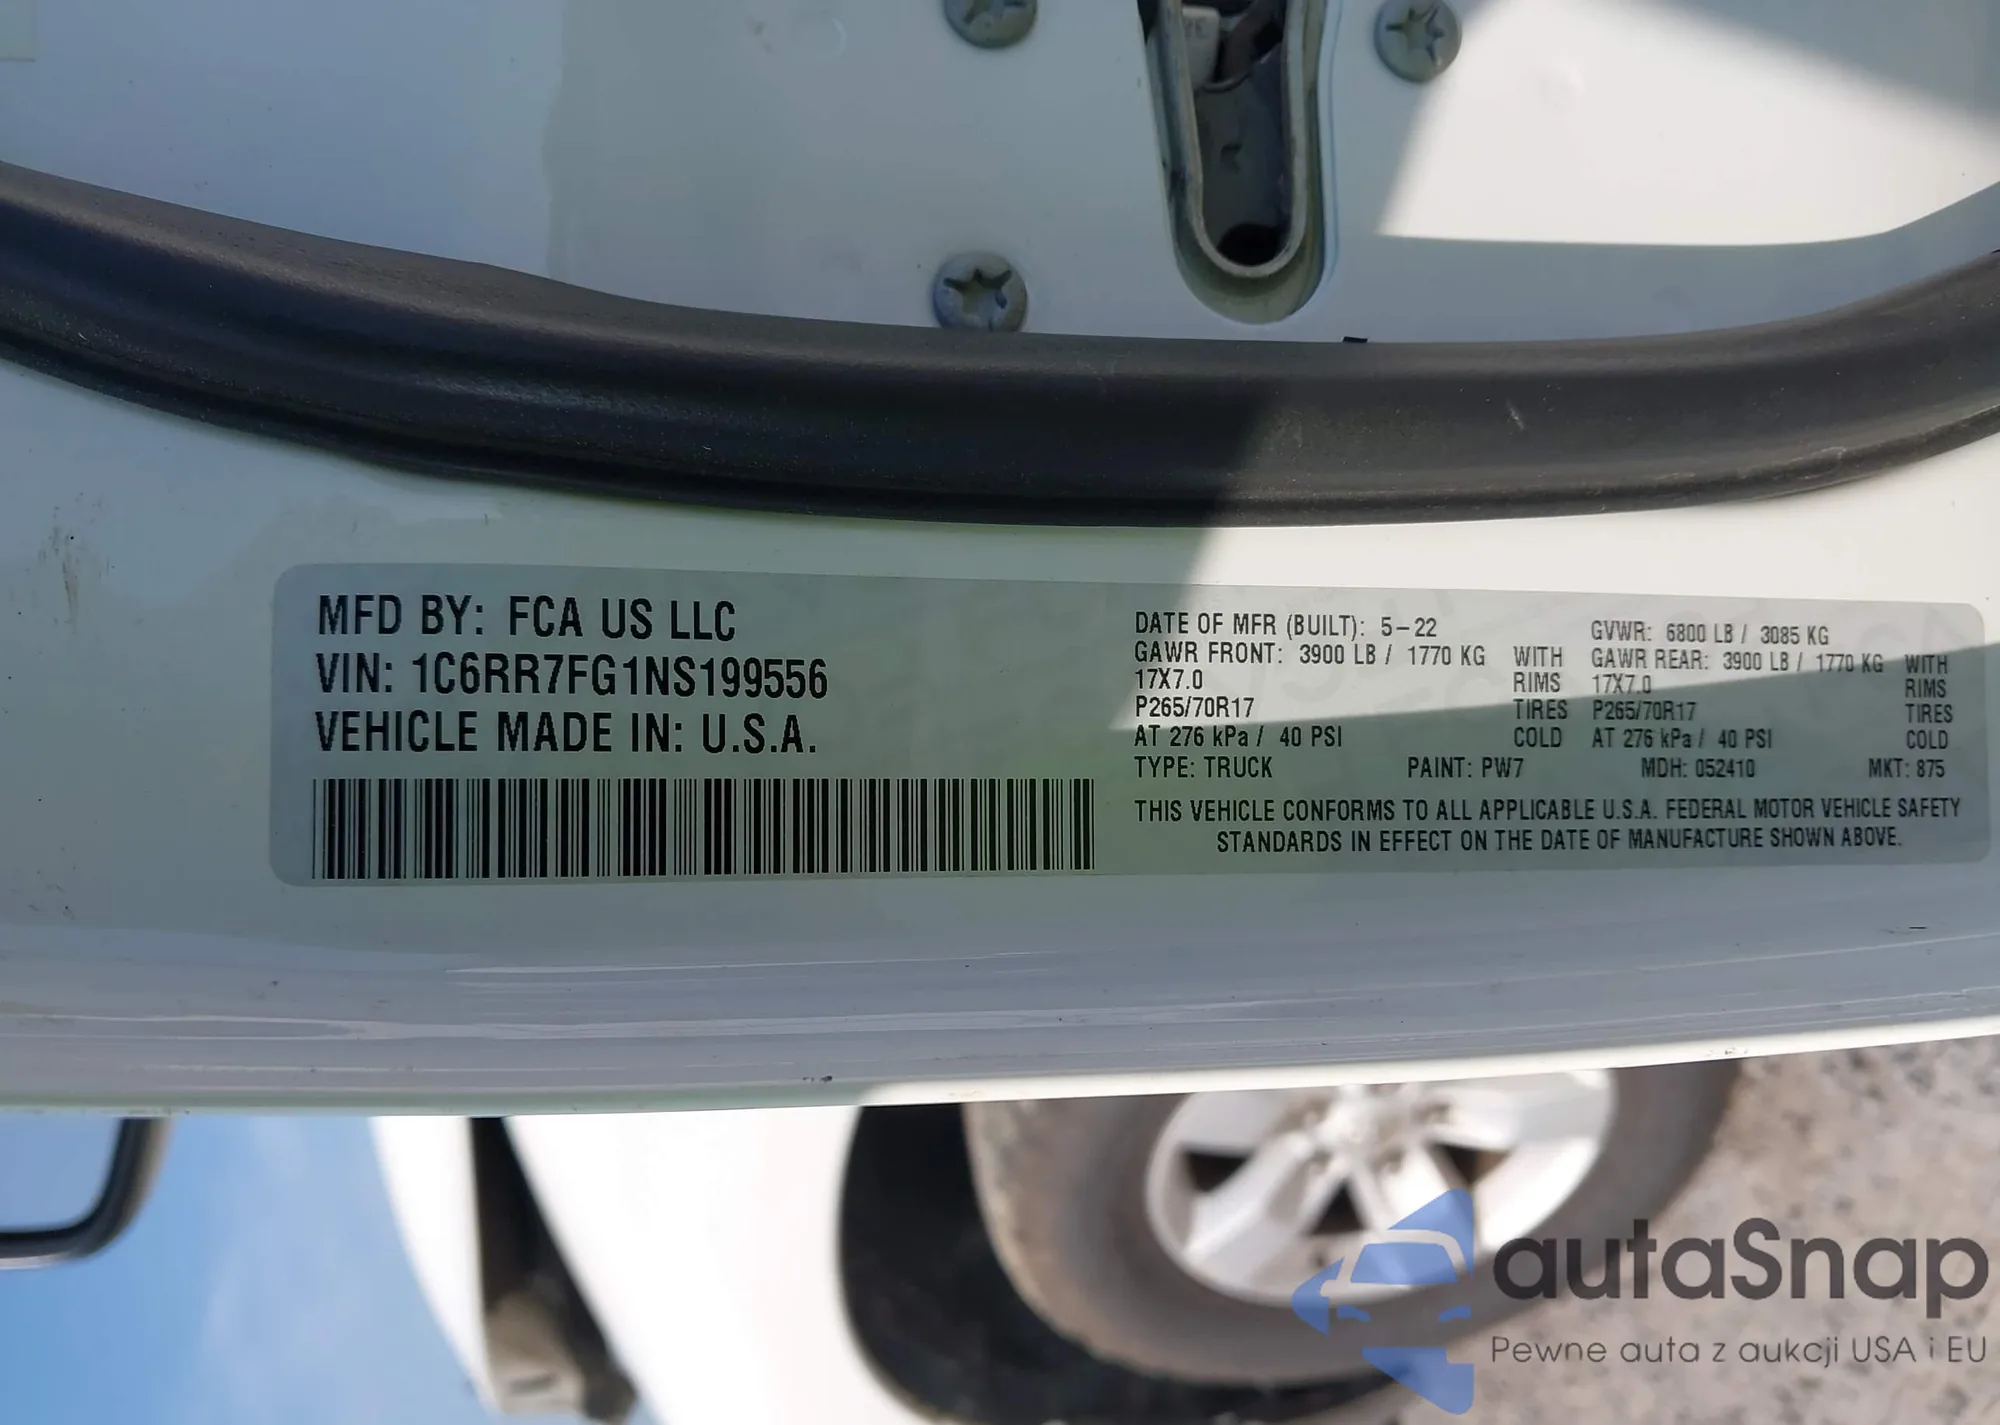 MFD BY: FCA US LLC
VIN: 1C6RR7FG1NS199556
VEHICLE MADE IN: U.S.A.
DATE OF MFR (BUILT): 5-22 GVWR: 6800 LB / 3085 KG
GAWR FRONT: 3900 LB / 1770 KG WITH GAWR REAR: 3900 LB / 1770 KG WITH
17X7.0 RIMS 17X7.0 RIMS
P265/70R17 TIRES P265/70R17 TIRES
AT 276 kPa / 40 PSI COLD AT 276 kPa / 40 PSI COLD
TYPE: TRUCK PAINT: PW7 MDH: 052410 MKT: 875
THIS VEHICLE CONFORMS TO ALL APPLICABLE U.S.A. FEDERAL MOTOR VEHICLE SAFETY
STANDARDS IN EFFECT ON THE DATE OF MANUFACTURE SHOWN ABOVE.
autaSnap
Pewne auta z aukcji USA i EU